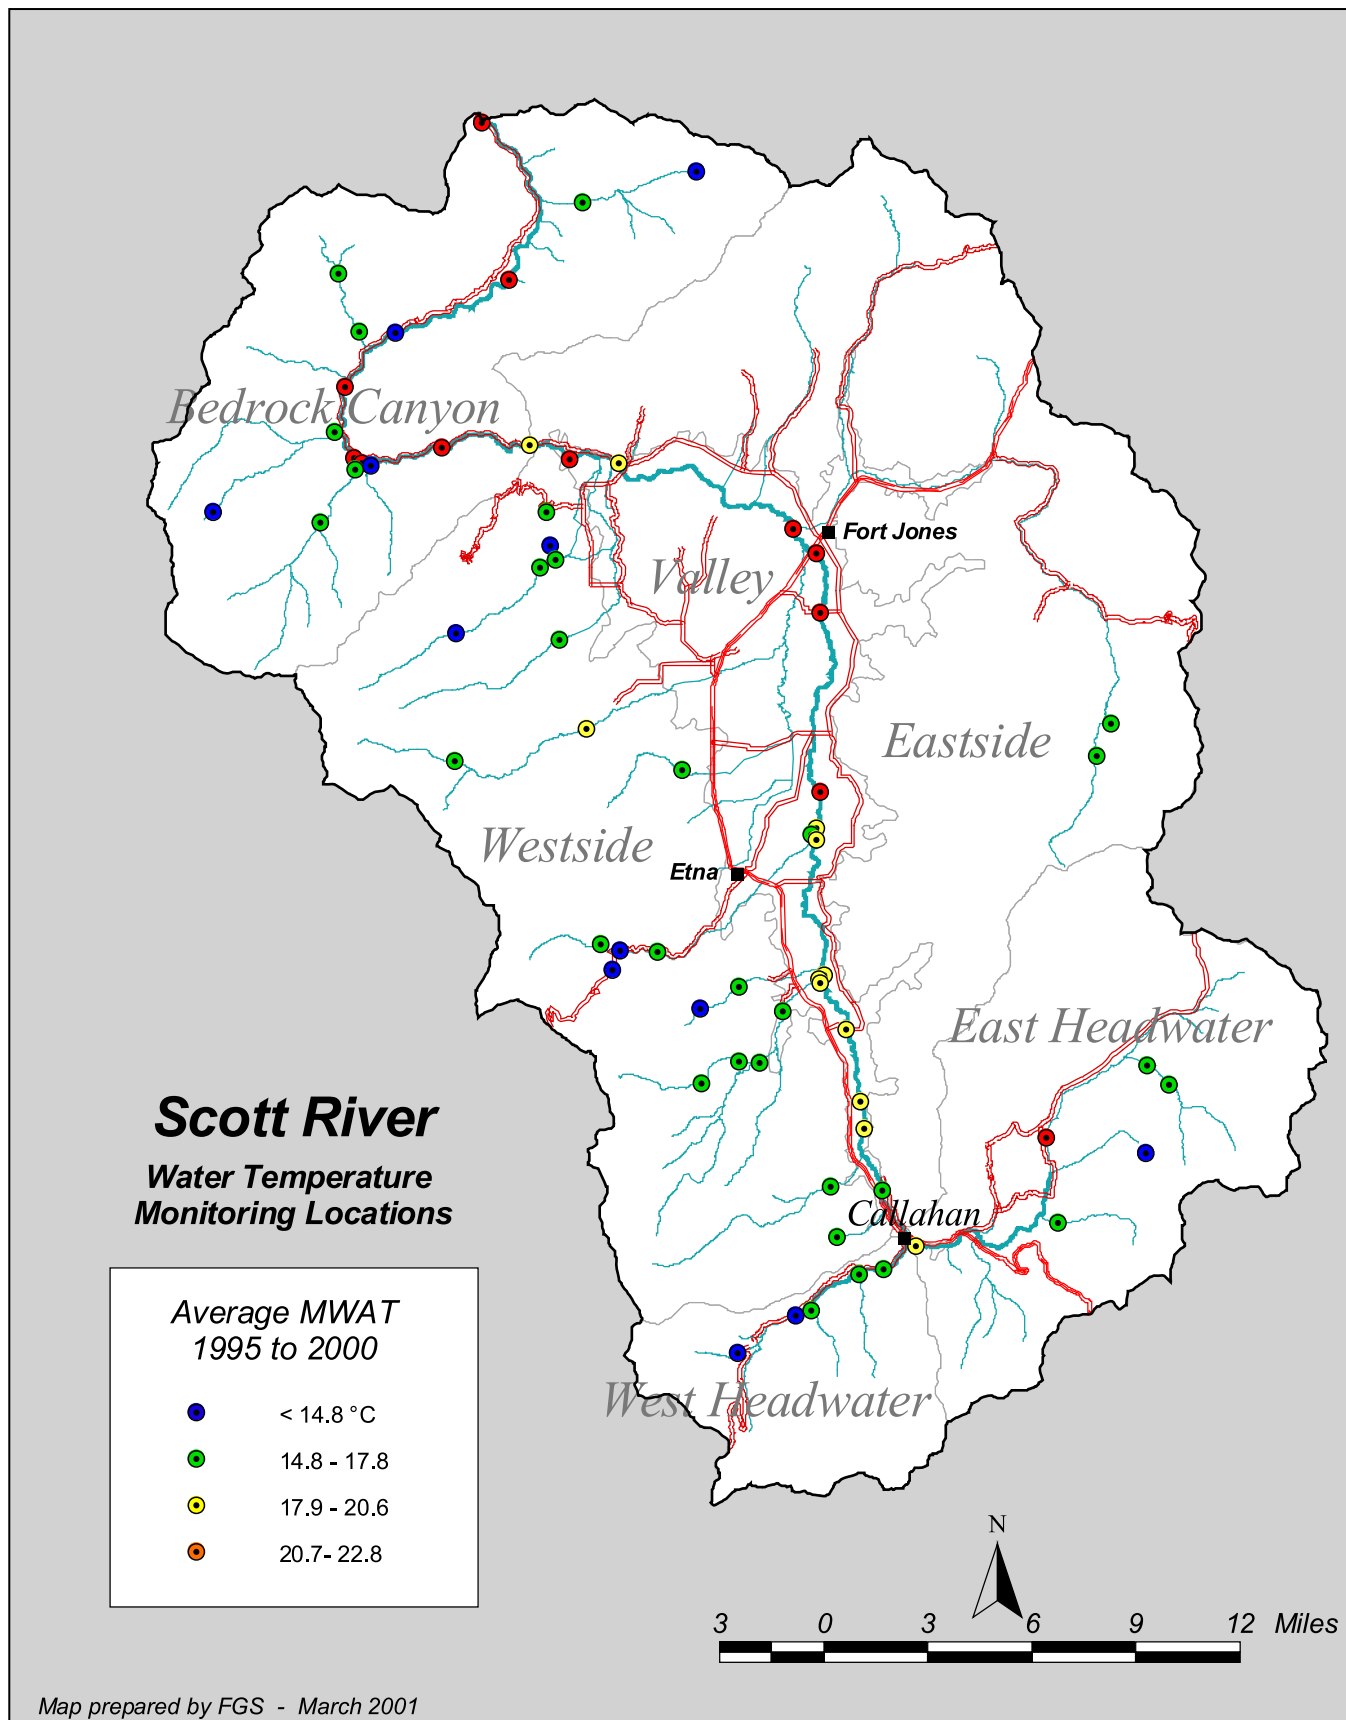 Bedrock Canyon
Fort Jones
Valley
Eastside
Westside
Etna
East Headwater
Scott River
Water Temperature
Monitoring Locations
Callahan
Average MWAT
1995 to 2000
West Headwater
< 14.8 °C
14.8 - 17.8
17.9 - 20.6
20.7- 22.8
N
3 0 3 6 9 12 Miles
Map prepared by FGS - March 2001